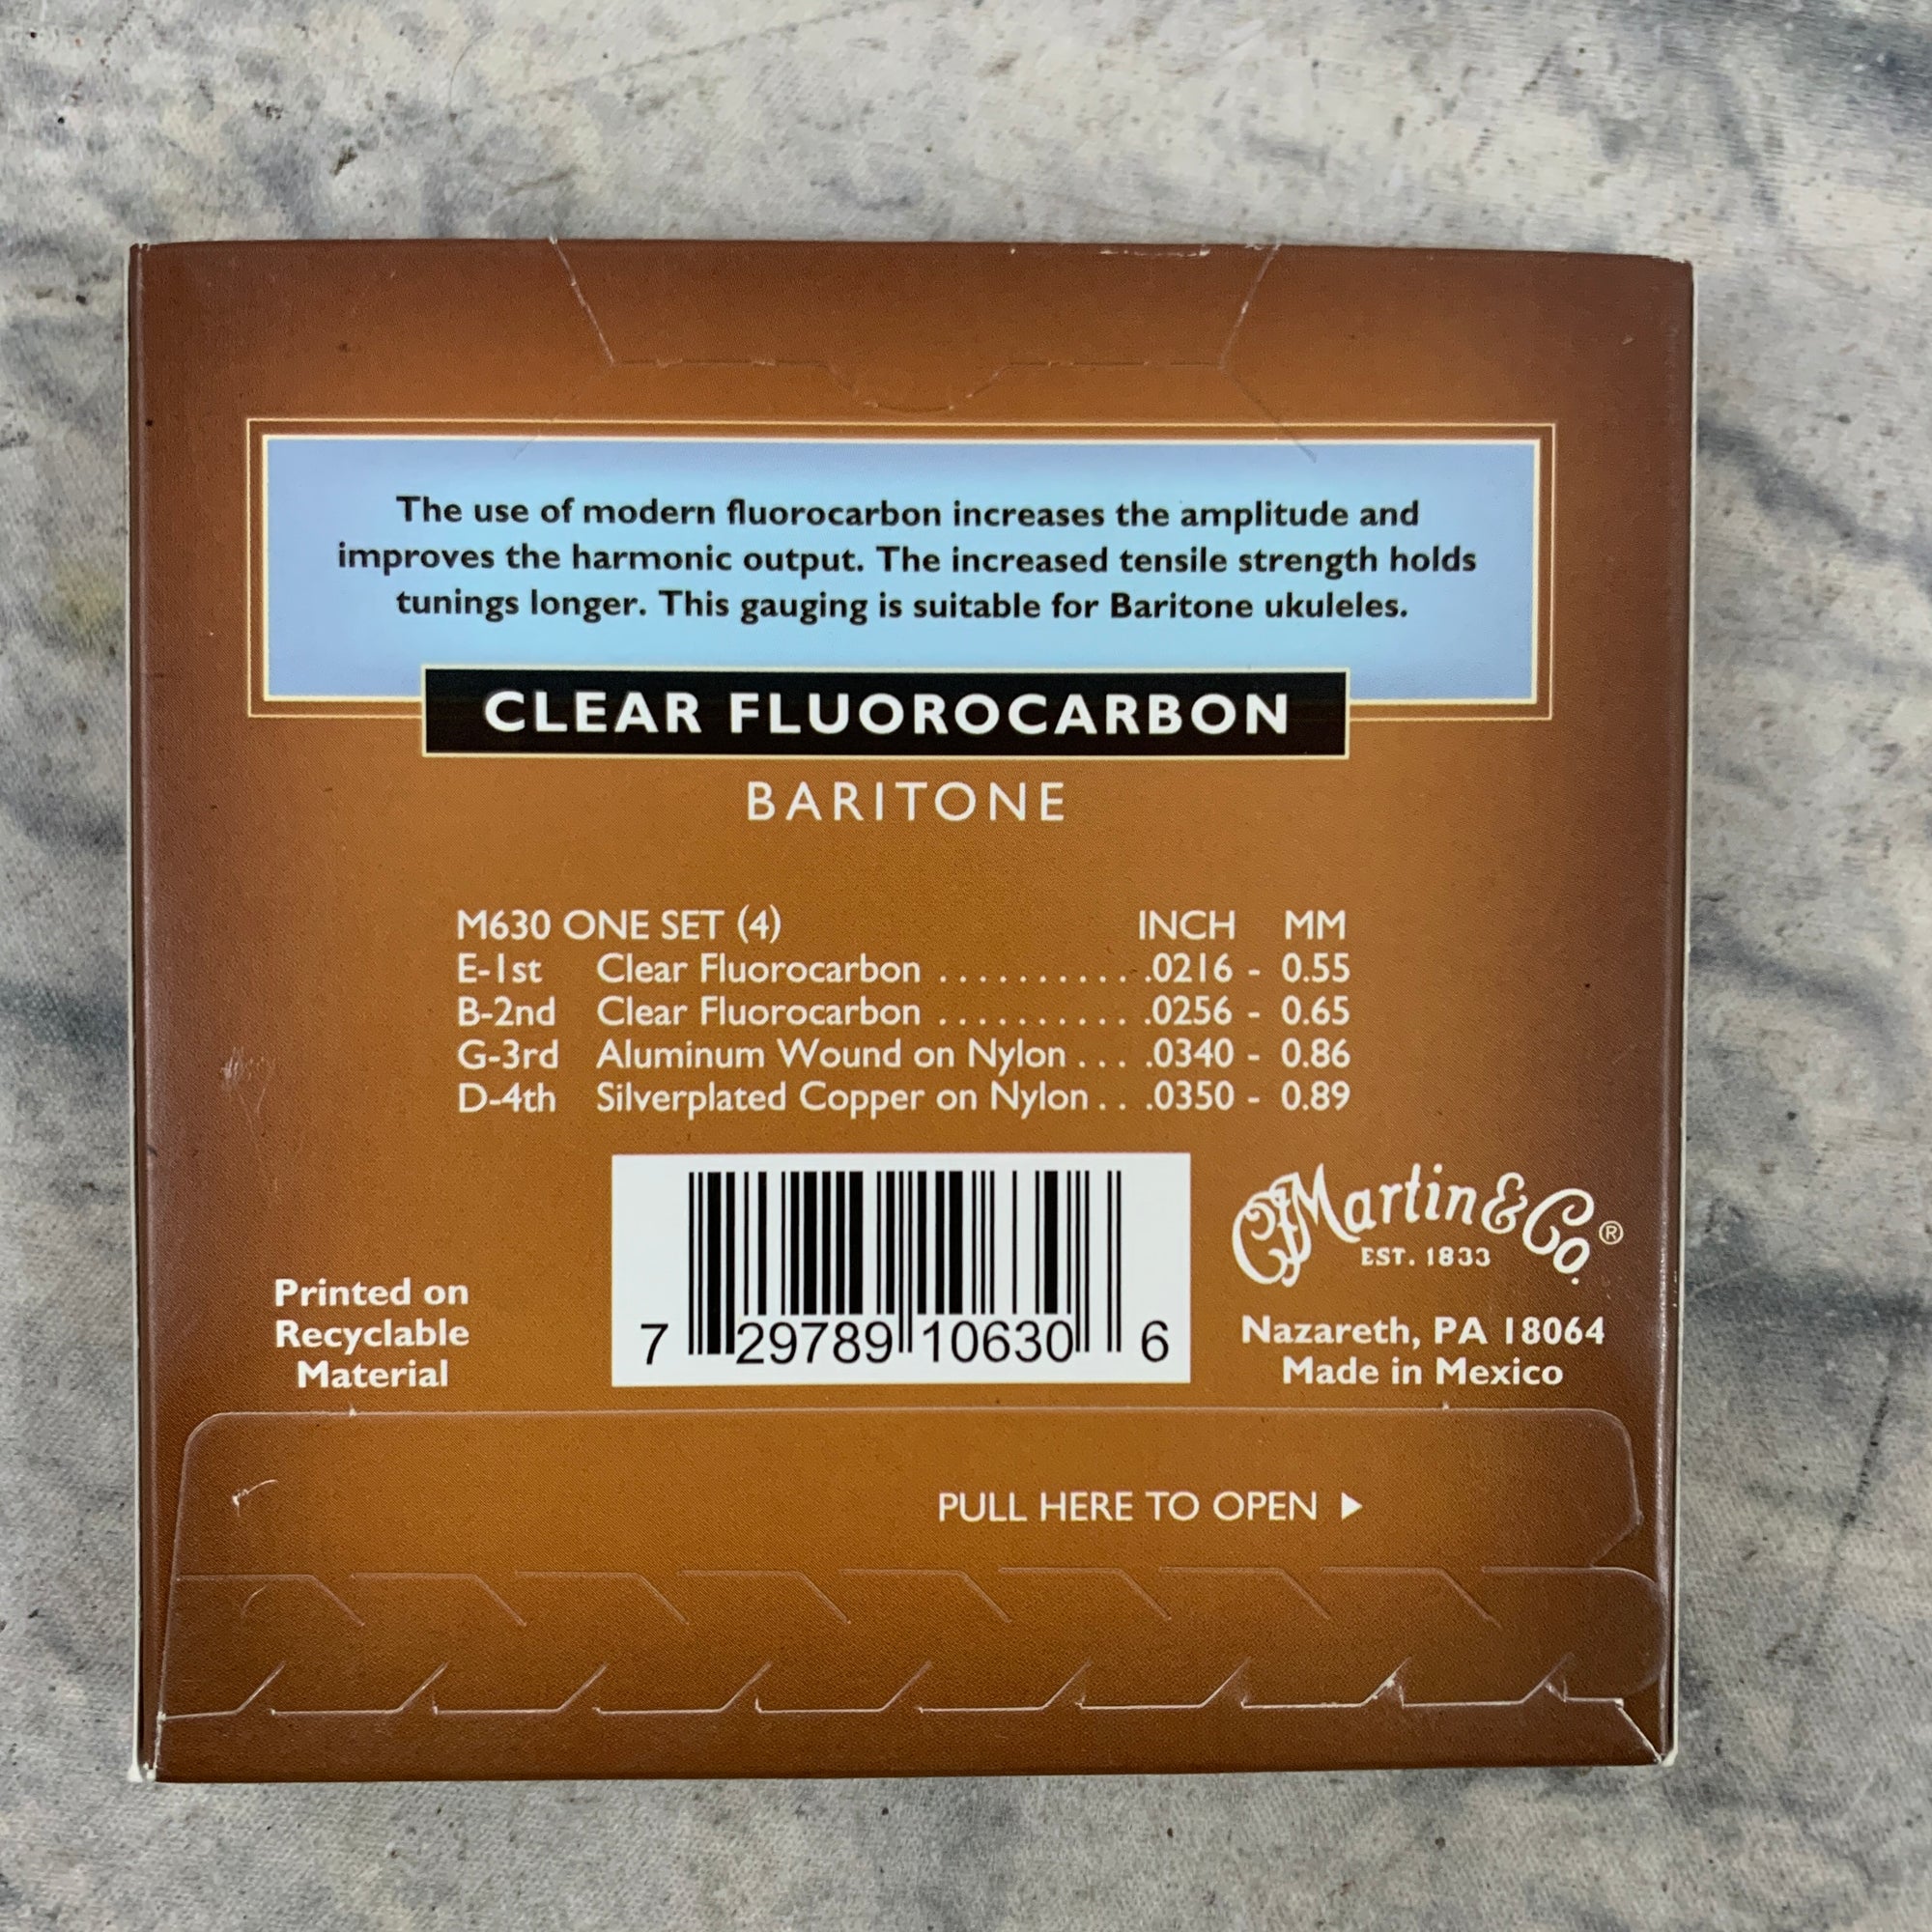 The use of modern fluorocarbon increases the amplitude and
improves the harmonic output. The increased tensile strength holds
tunings longer. This gauging is suitable for Baritone ukuleles.
CLEAR FLUOROCARBON
BARITONE
M630 ONE SET (4) INCH MM
E-1st Clear Fluorocarbon . . . . . . . . . . .0216 - 0.55
B-2nd Clear Fluorocarbon . . . . . . . . . . .0256 - 0.65
G-3rd Aluminum Wound on Nylon . . . .0340 - 0.86
D-4th Silverplated Copper on Nylon . . .0350 - 0.89
Printed on
Recyclable
Material
7 29789 10630 6
CF Martin & Co.®
EST. 1833
Nazareth, PA 18064
Made in Mexico
PULL HERE TO OPEN ▶